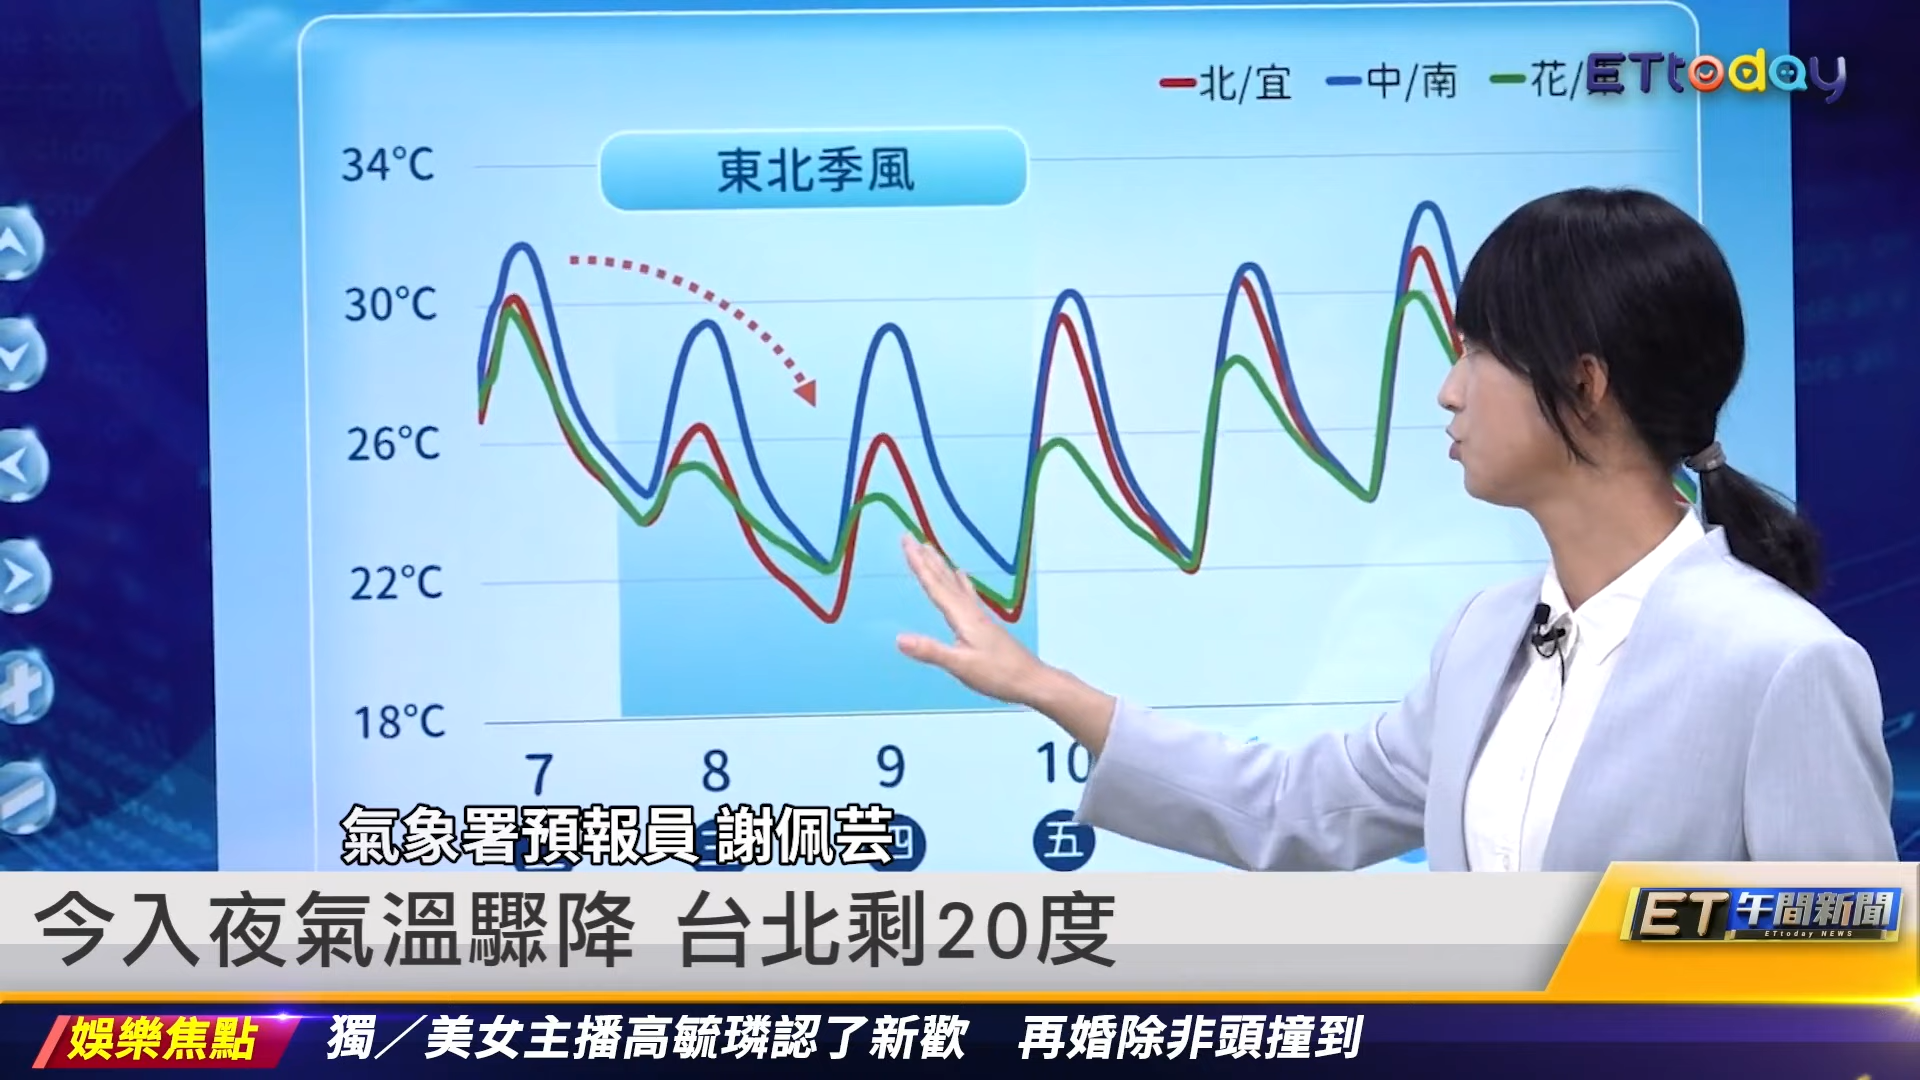 北/宜 中/南 花/
ETtoday
34°C
東北季風
30°C
26°C
22°C
18°C
7 8 9 10
四 五
氣象署預報員 謝佩芸
今入夜氣溫驟降 台北剩20度
ET午間新聞
ETtoday NEWS
娛樂焦點 獨／美女主播高毓璘認了新歡 再婚除非頭撞到